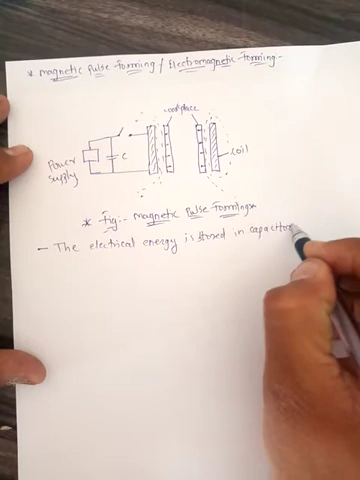 * Magnetic Pulse Forming / Electromagnetic Forming:-
workpiece
Power
supply
C
coil
* Fig:- Magnetic Pulse Forming *
- The electrical energy is stored in capacitor